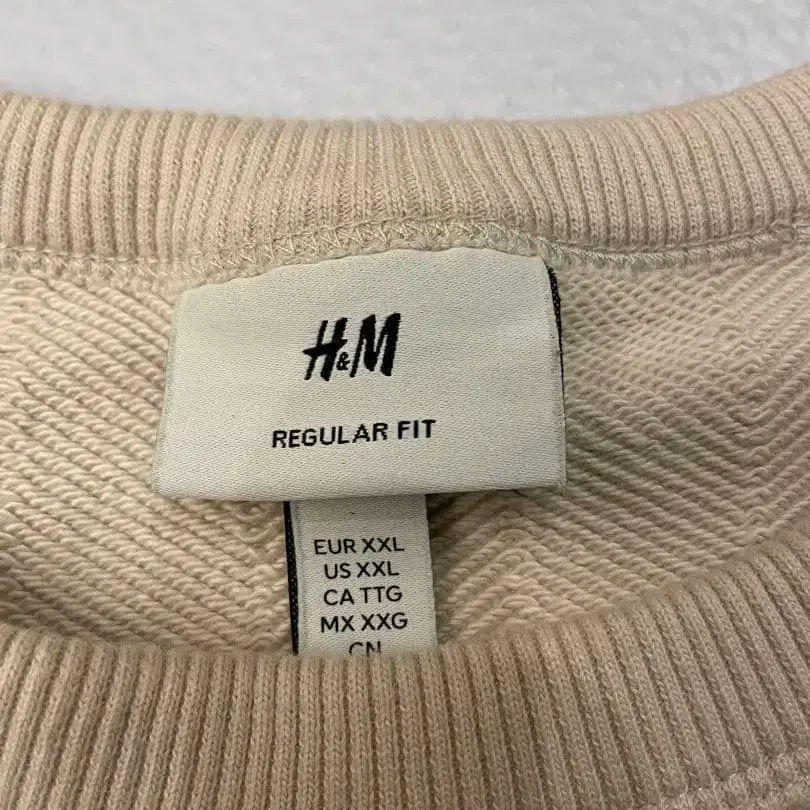 H&M
REGULAR FIT
EUR XXL
US XXL
CA TTG
MX XXG
CN